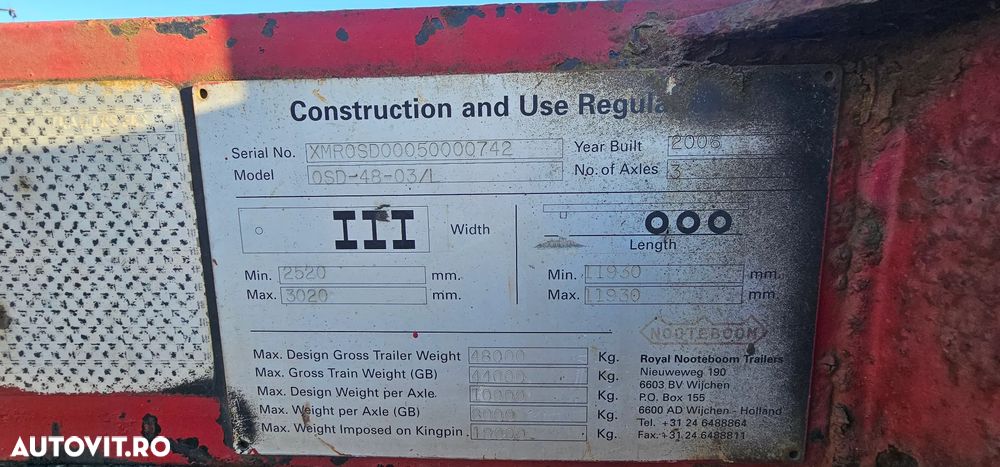 Construction and Use
Serial No. XMROSD00050000742 Year Built 2006
Model OSD-48-03/L No. of Axles 3
Width
Length
Min. 2520 mm. Min. 11930 mm.
Max. 3020 mm. Max. 11930 mm.
NOOTEBOOM
Max. Design Gross Trailer Weight 48000 Kg. Royal Nooteboom Trailers
Max. Gross Train Weight (GB) 44000 Kg. Nieuweweg 190
6603 BV Wijchen
Max. Design Weight per Axle 10000 Kg. P.O. Box 155
Max. Weight per Axle (GB) 8000 Kg. 6600 AD Wijchen - Holland
Tel. +31 24 6488864
Max. Weight Imposed on Kingpin 18000 Kg. Fax. +31 24 6488811
AUTOVIT.RO